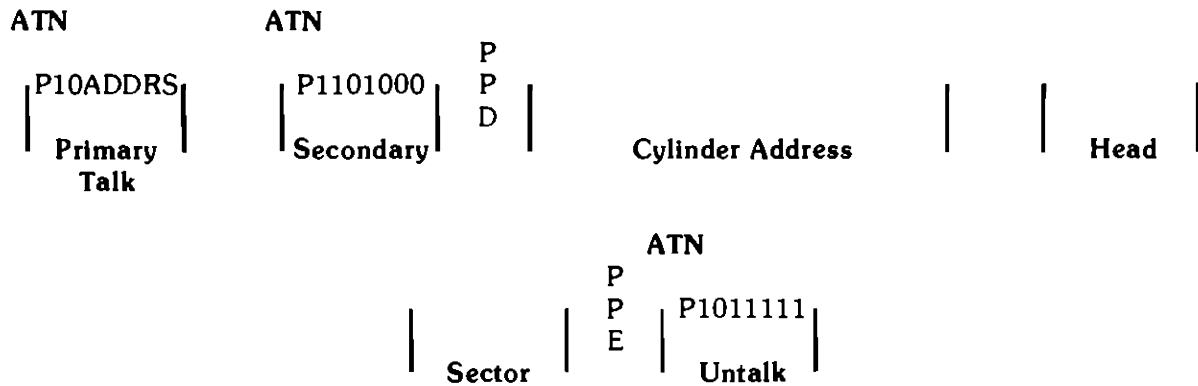 ATN ATN
P
P10ADDRS P1101000 P
D
Primary Secondary Cylinder Address Head
Talk
ATN
P
P P1011111
E
Sector Untalk